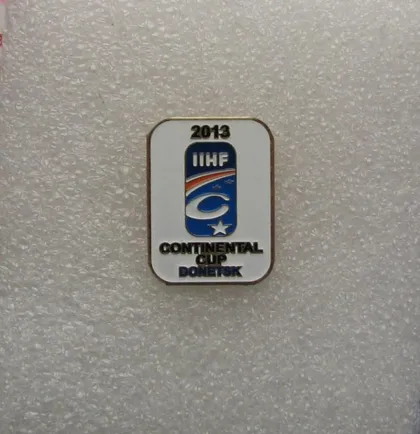 2013
IIHF
CONTINENTAL
CUP
DONETSK